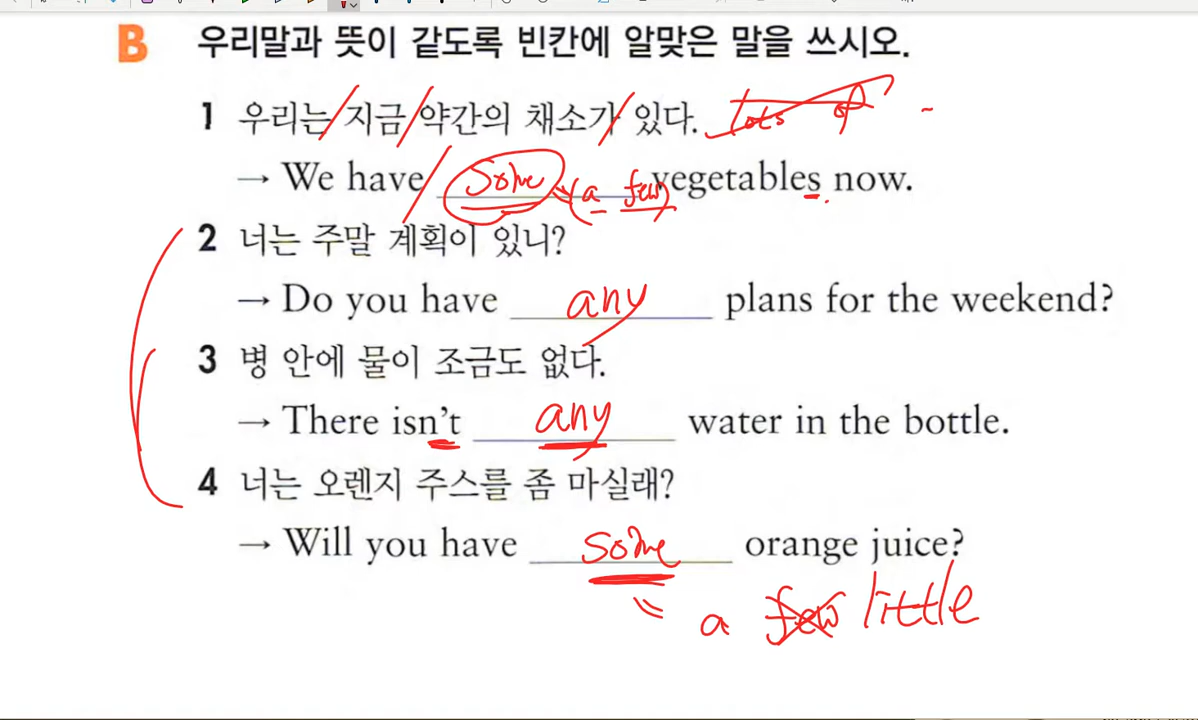 B 우리말과 뜻이 같도록 빈칸에 알맞은 말을 쓰시오.
1 우리는 / 지금 / 약간의 채소가 / 있다. lots of
→ We have / some (a few) vegetables now.
2 너는 주말 계획이 있니?
→ Do you have any plans for the weekend?
3 병 안에 물이 조금도 없다.
→ There isn't any water in the bottle.
4 너는 오렌지 주스를 좀 마실래?
→ Will you have some orange juice?
a few little